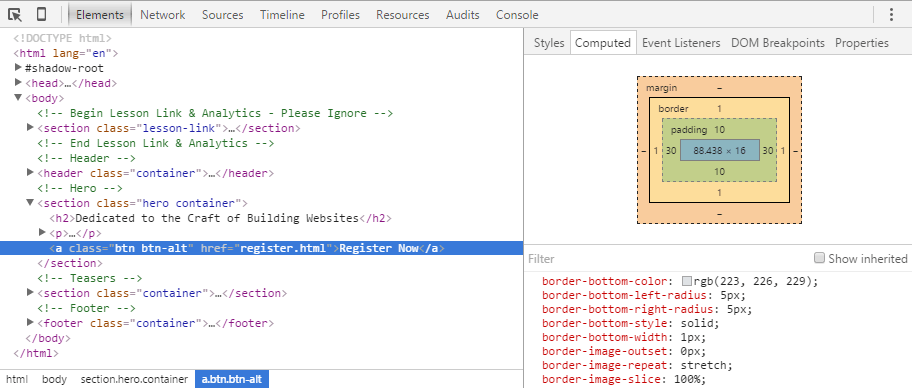 Elements Network Sources Timeline Profiles Resources Audits Console
<!DOCTYPE html>
<html lang="en">
#shadow-root
<head>…</head>
<body>
<!-- Begin Lesson Link & Analytics - Please Ignore -->
<section class="lesson-link">…</section>
<!-- End Lesson Link & Analytics -->
<!-- Header -->
<header class="container">…</header>
<!-- Hero -->
<section class="hero container">
<h2>Dedicated to the Craft of Building Websites</h2>
<p>…</p>
<a class="btn btn-alt" href="register.html">Register Now</a>
</section>
<!-- Teasers -->
<section class="container">…</section>
<!-- Footer -->
<footer class="container">…</footer>
</body>
</html>
html body section.hero.container a.btn.btn-alt
Styles Computed Event Listeners DOM Breakpoints Properties
margin –
border 1
padding 10
– 1 30 88.438 × 16 30 1 –
10
1
–
Filter Show inherited
border-bottom-color: rgb(223, 226, 229);
border-bottom-left-radius: 5px;
border-bottom-right-radius: 5px;
border-bottom-style: solid;
border-bottom-width: 1px;
border-image-outset: 0px;
border-image-repeat: stretch;
border-image-slice: 100%;